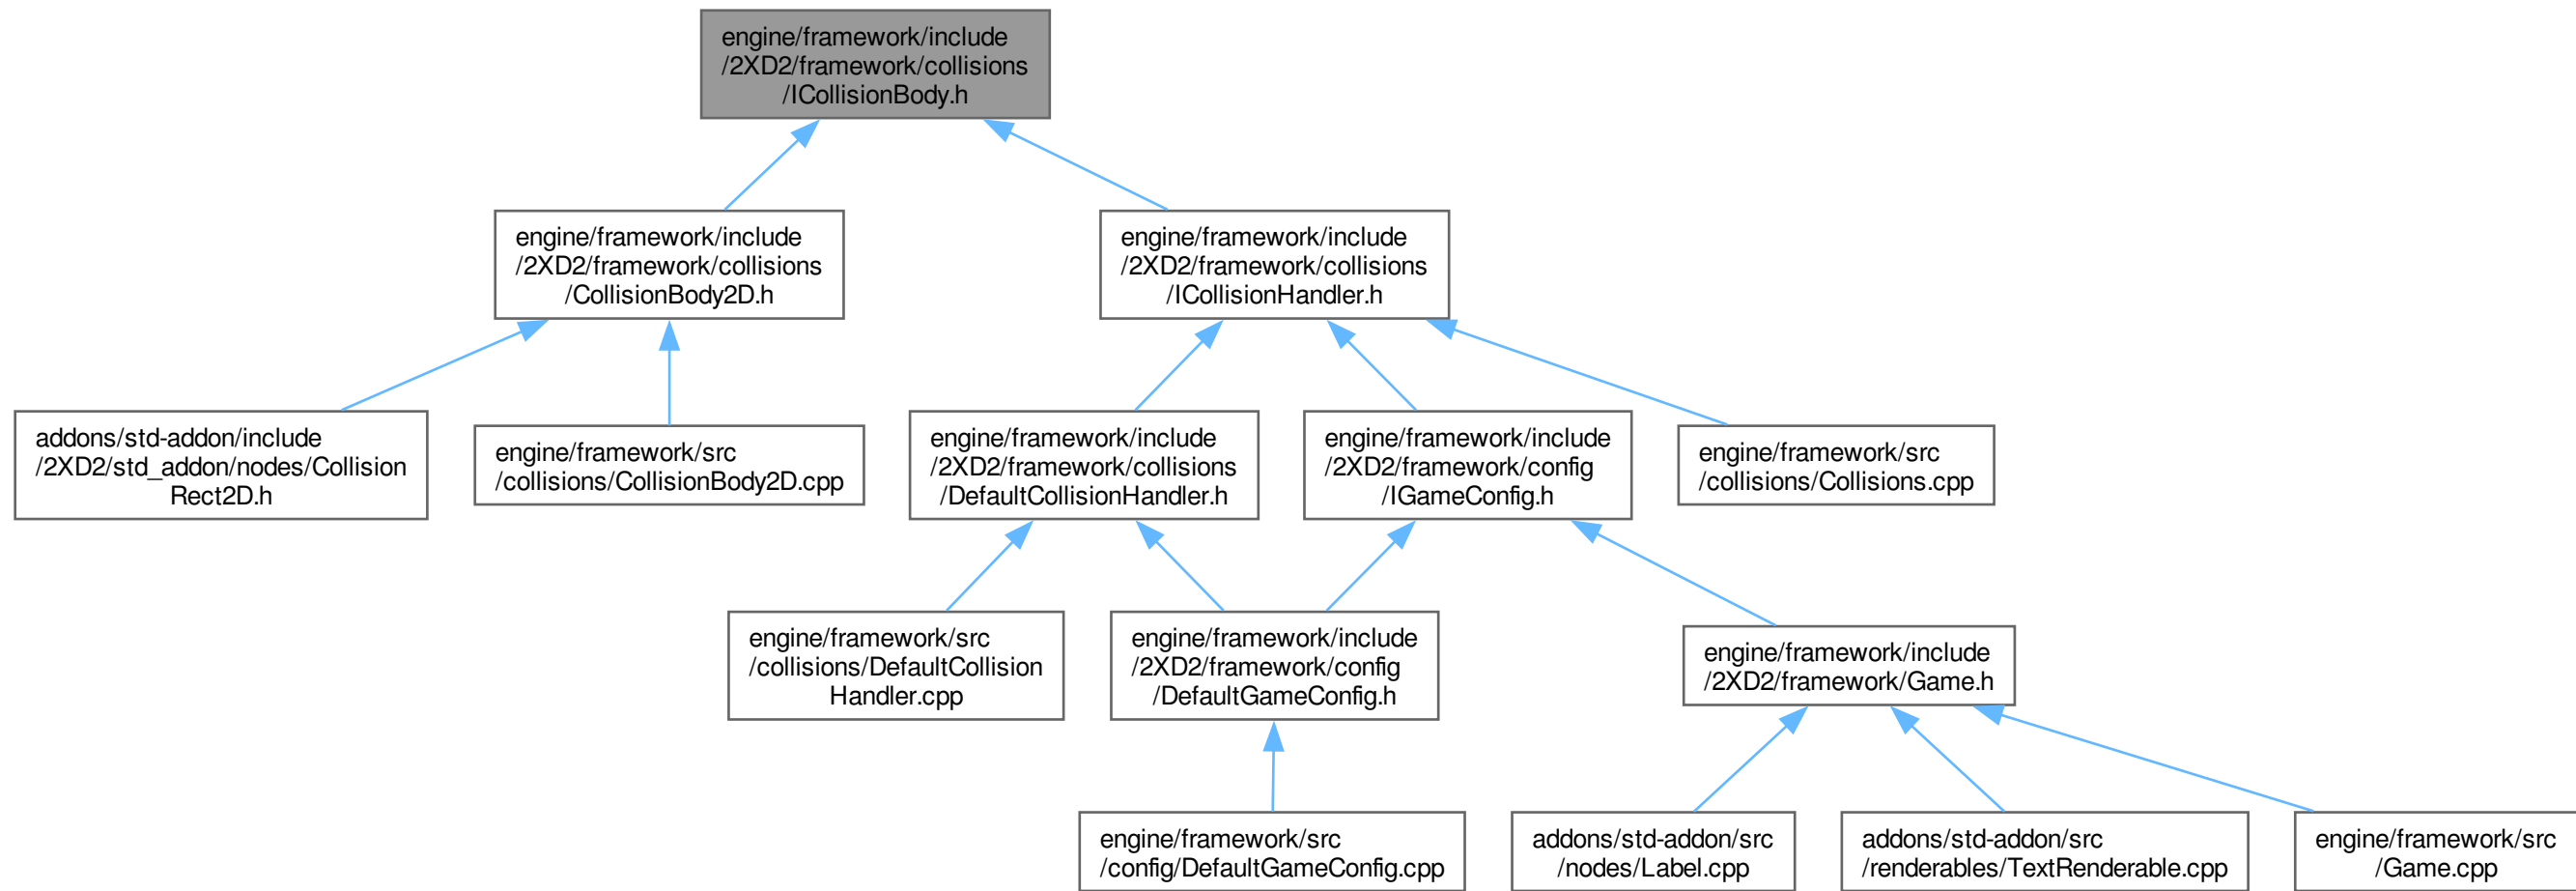 engine/framework/include
/2XD2/framework/collisions
/ICollisionBody.h
engine/framework/include
/2XD2/framework/collisions
/CollisionBody2D.h
engine/framework/include
/2XD2/framework/collisions
/ICollisionHandler.h
addons/std-addon/include
/2XD2/std_addon/nodes/Collision
Rect2D.h
engine/framework/src
/collisions/CollisionBody2D.cpp
engine/framework/include
/2XD2/framework/collisions
/DefaultCollisionHandler.h
engine/framework/include
/2XD2/framework/config
/IGameConfig.h
engine/framework/src
/collisions/Collisions.cpp
engine/framework/src
/collisions/DefaultCollision
Handler.cpp
engine/framework/include
/2XD2/framework/config
/DefaultGameConfig.h
engine/framework/include
/2XD2/framework/Game.h
engine/framework/src
/config/DefaultGameConfig.cpp
addons/std-addon/src
/nodes/Label.cpp
addons/std-addon/src
/renderables/TextRenderable.cpp
engine/framework/src
/Game.cpp